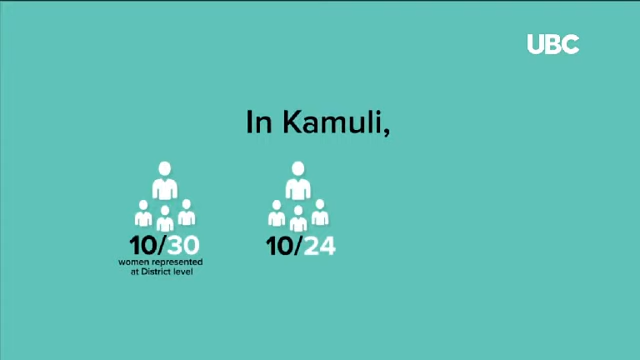 UBC
In Kamuli,
10/30
women represented
at District level
10/24